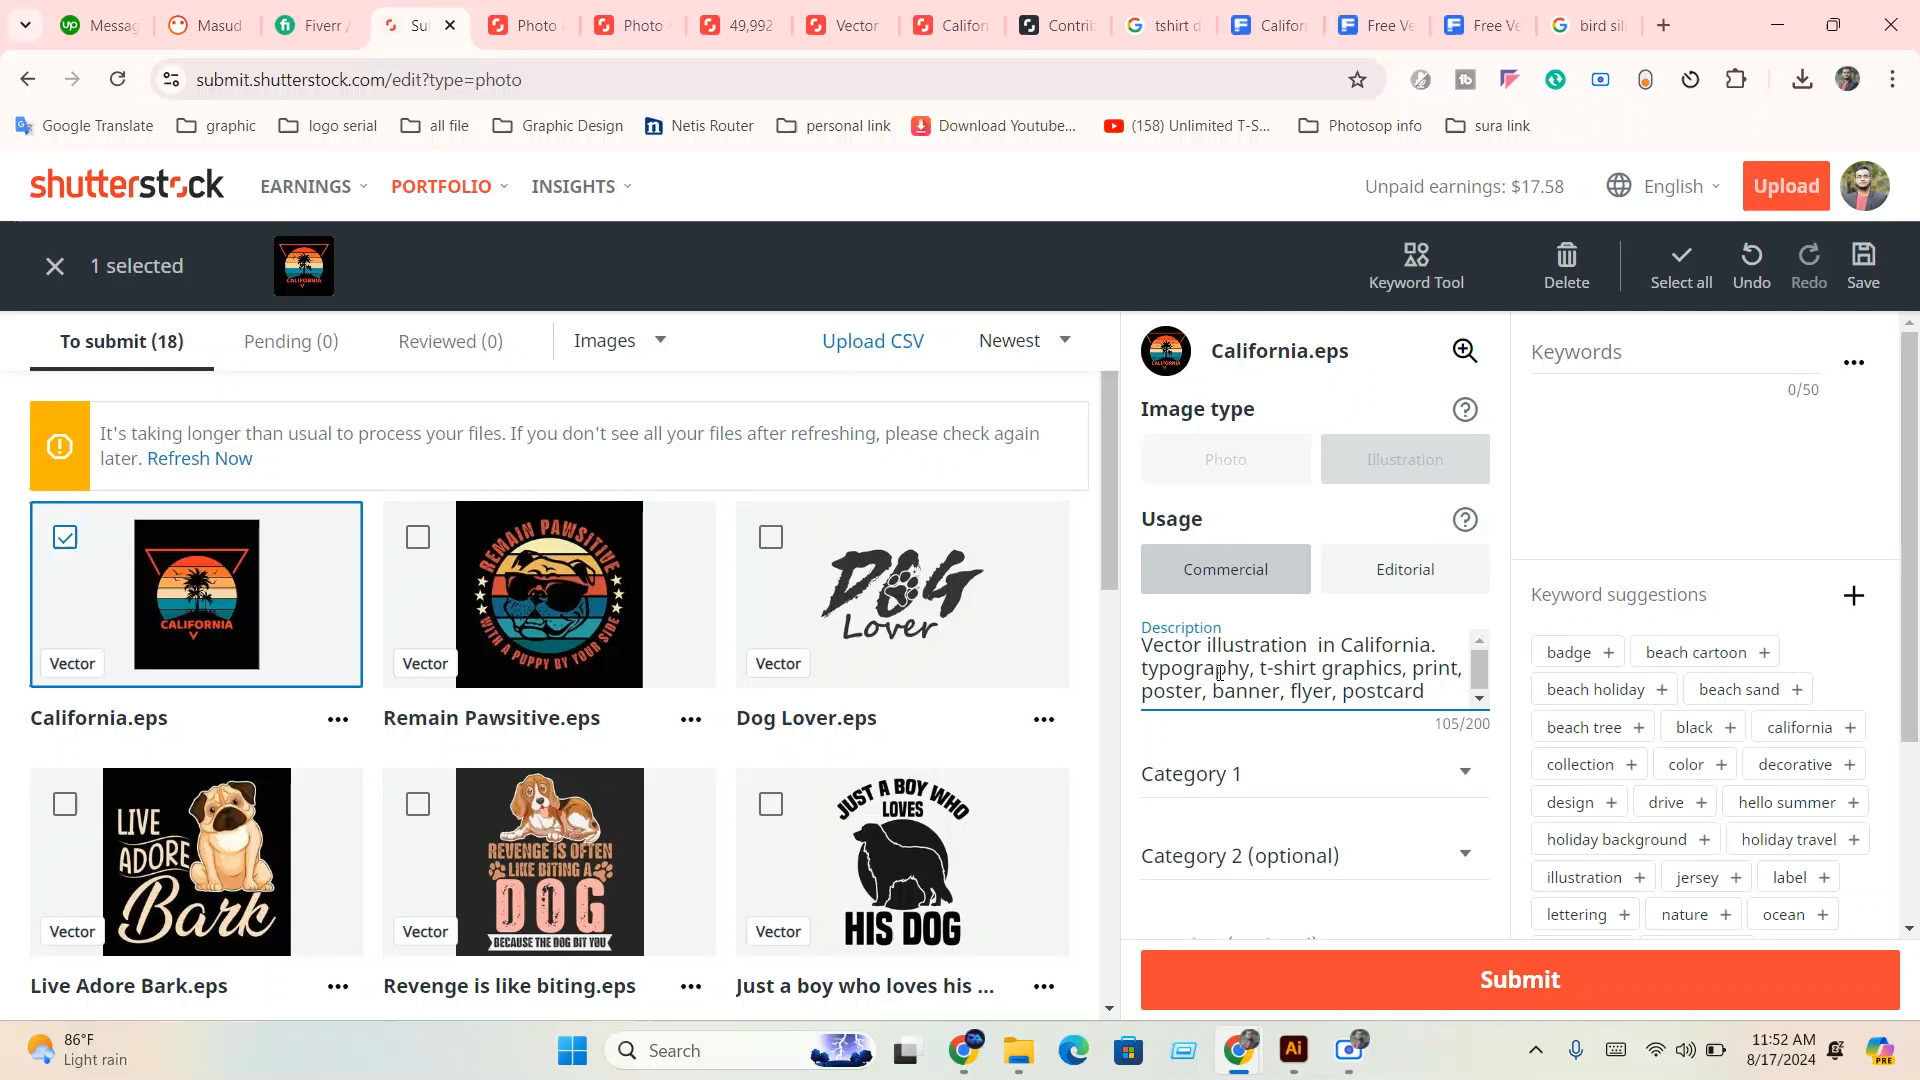 Messag
Masud
Fiverr /
Su
Photo
Photo
49,992
Vector
Californ
Contrib
tshirt d
Californ
Free Ve
Free Ve
bird sill
submit.shutterstock.com/edit?type=photo
Google Translate
graphic
logo serial
all file
Graphic Design
Netis Router
personal link
Download Youtube...
(158) Unlimited T-S...
Photosop info
sura link
shutterstock
EARNINGS
PORTFOLIO
INSIGHTS
Unpaid earnings: $17.58
English
Upload
1 selected
Keyword Tool
Delete
Select all
Undo
Redo
Save
To submit (18)
Pending (0)
Reviewed (0)
Images
Upload CSV
Newest
It's taking longer than usual to process your files. If you don't see all your files after refreshing, please check again
later. Refresh Now
CALIFORNIA
Vector
California.eps
REMAIN PAWSITIVE
WITH A PUPPY BY YOUR SIDE
Vector
Remain Pawsitive.eps
DOG
Lover
Vector
Dog Lover.eps
LIVE
ADORE
Bark
Vector
Live Adore Bark.eps
REVENGE IS OFTEN
LIKE BITING A
DOG
BECAUSE THE DOG BIT YOU
Vector
Revenge is like biting.eps
JUST A BOY WHO
LOVES
HIS DOG
Vector
Just a boy who loves his ...
California.eps
Image type
Photo
Illustration
Usage
Commercial
Editorial
Description
Vector illustration  in California.
typography, t-shirt graphics, print,
poster, banner, flyer, postcard
105/200
Category 1
Category 2 (optional)
Keywords
0/50
Keyword suggestions
badge +
beach cartoon +
beach holiday +
beach sand +
beach tree +
black +
california +
collection +
color +
decorative +
design +
drive +
hello summer +
holiday background +
holiday travel +
illustration +
jersey +
label +
lettering +
nature +
ocean +
Submit
86°F
Light rain
Search
Ai
11:52 AM
8/17/2024
PRE